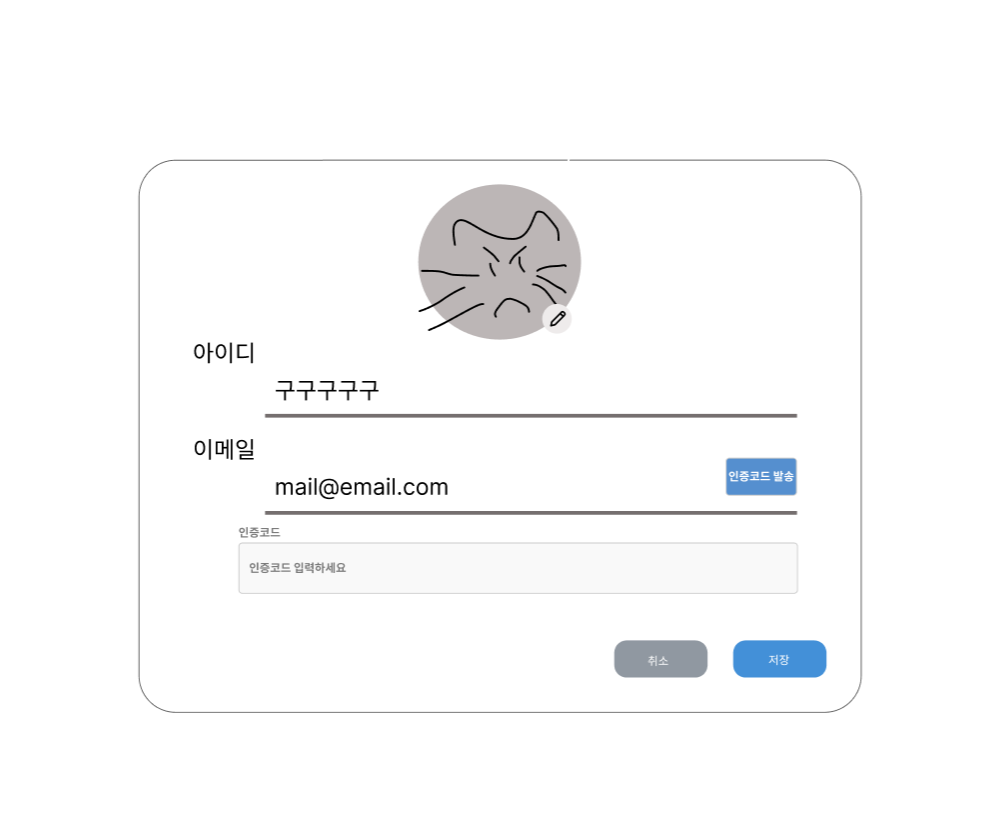 아이디
구구구구구
이메일
mail@email.com
인증코드 발송
인증코드
인증코드 입력하세요
취소
저장